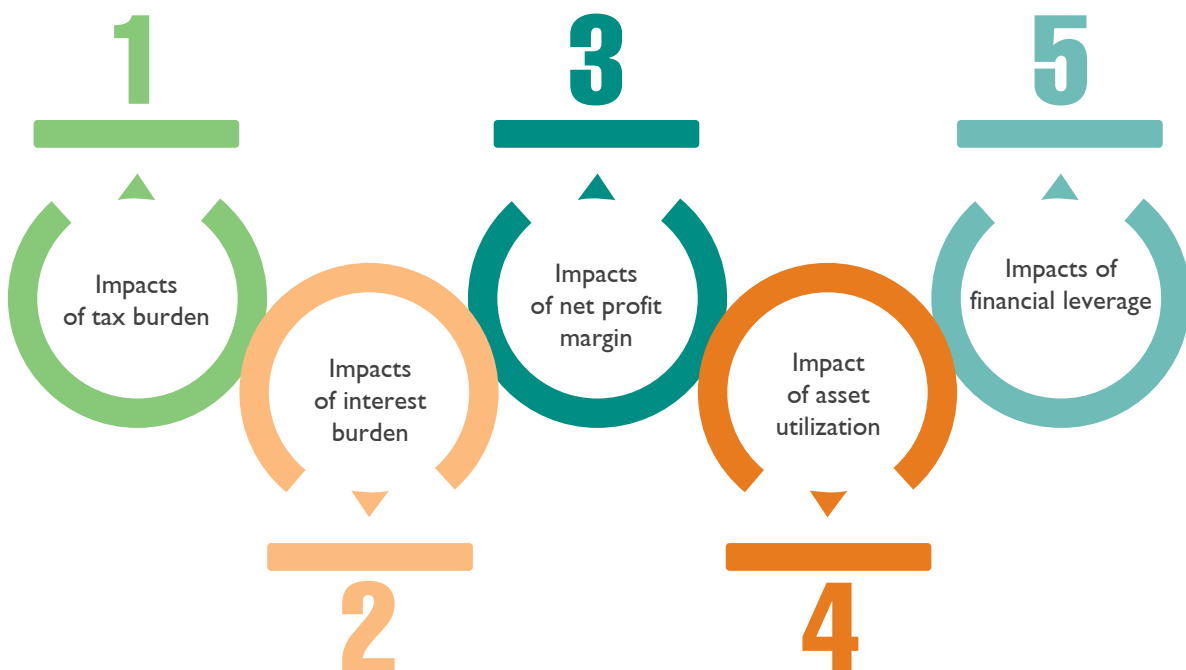 1
Impacts
of tax burden
2
Impacts
of interest
burden
3
Impacts
of net profit
margin
4
Impact
of asset
utilization
5
Impacts of
financial leverage